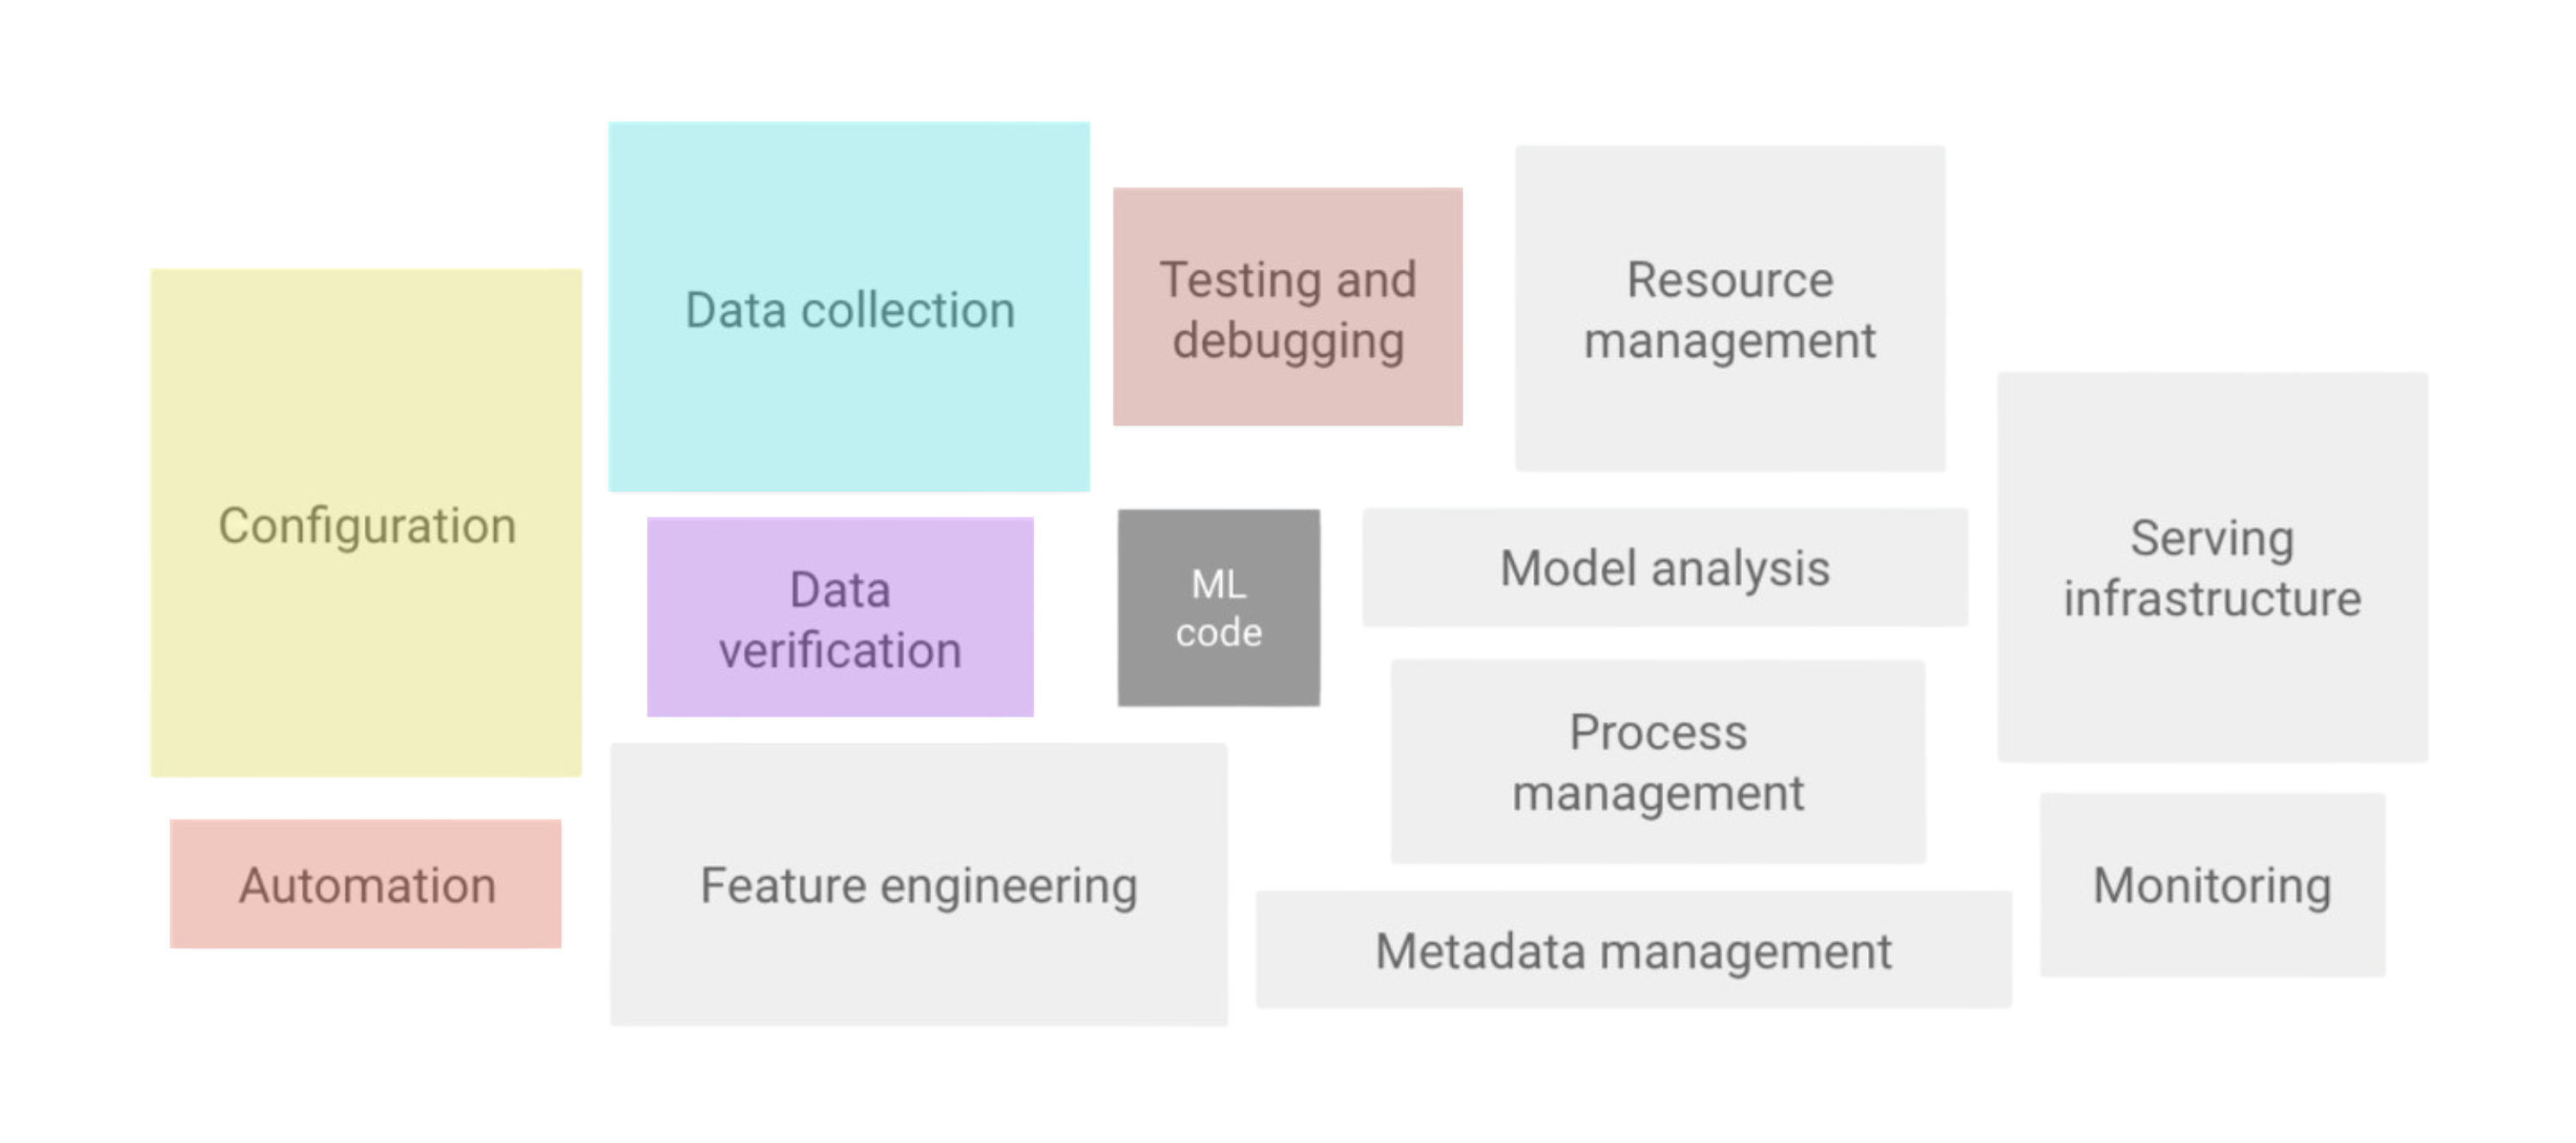 Configuration
Automation
Data collection
Data
verification
Feature engineering
Testing and
debugging
ML
code
Resource
management
Model analysis
Process
management
Metadata management
Serving
infrastructure
Monitoring